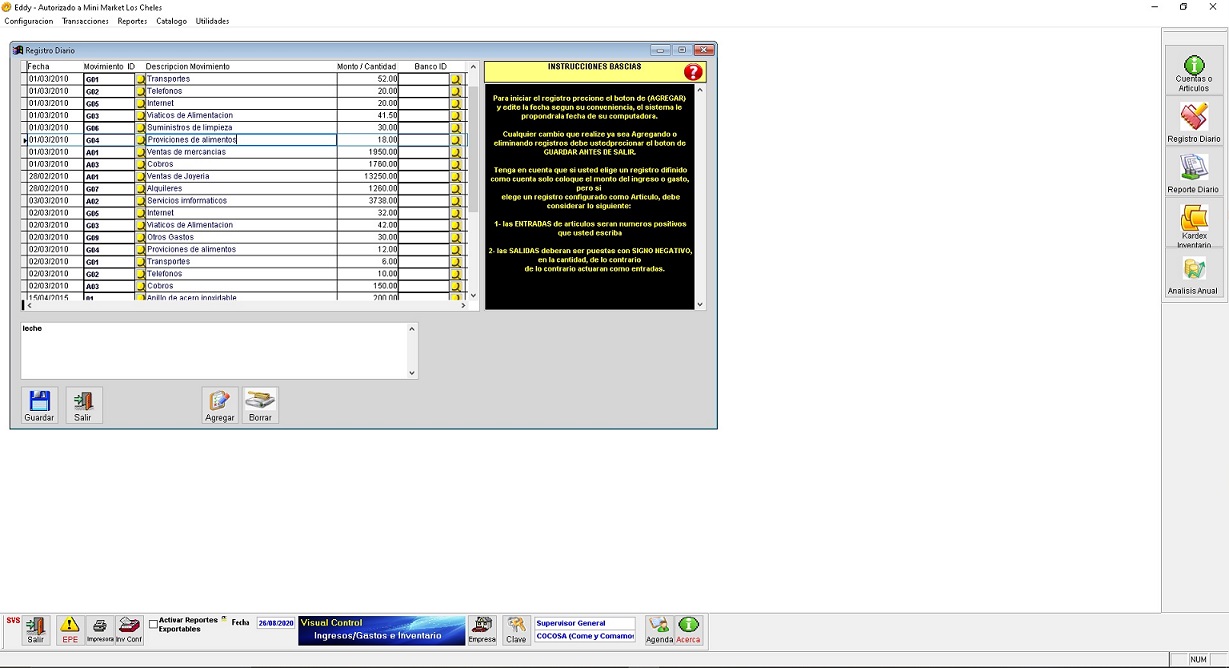 Eddy - Autorizado a Mini Market Los Cheles
Configuracion Transacciones Reportes Catalogo Utilidades
Registro Diario
Fecha Movimiento ID Descripcion Movimiento Monto / Cantidad Banco ID
01/03/2010 G01 Transportes 52.00
01/03/2010 G02 Telefonos 20.00
01/03/2010 G05 Internet 20.00
01/03/2010 G03 Viaticos de Alimentacion 41.50
01/03/2010 G06 Suministros de limpieza 30.00
01/03/2010 G04 Proviciones de alimentos 18.00
01/03/2010 A01 Ventas de mercancias 1950.00
01/03/2010 A03 Cobros 1760.00
28/02/2010 A01 Ventas de Joyeria 13250.00
28/02/2010 G07 Alquileres 1260.00
03/03/2010 A02 Servicios imformaticos 3738.00
02/03/2010 G05 Internet 32.00
02/03/2010 G03 Viaticos de Alimentacion 42.00
02/03/2010 G09 Otros Gastos 30.00
02/03/2010 G04 Proviciones de alimentos 12.00
02/03/2010 G01 Transportes 6.00
02/03/2010 G02 Telefonos 10.00
02/03/2010 A03 Cobros 150.00
15/04/2015 01 Anillo de acero inoxidable 200.00
INSTRUCCIONES BASCIAS
?
Para iniciar el registro precione el boton de (AGREGAR)
y edite la fecha segun su conveniencia, el sistema le
propondrala fecha de su computadora.
Cualquier cambio que realize ya sea Agregando o
eliminando registros debe ustedprecionar el boton de
GUARDAR ANTES DE SALIR.
Tenga en cuenta que si usted elige un registro difinido
como cuenta solo coloque el monto del ingreso o gasto,
pero si
elege un registro configurado como Articulo, debe
considerar lo siguiente:
1- las ENTRADAS de articulos seran numeros positivos
que usted escriba
2- las SALIDAS deberan ser puestas con SIGNO NEGATIVO,
en la cantidad, de lo contrario
de lo contrario actuaran como entradas.
leche
Guardar Salir Agregar Borrar
Cuentas o
Articulos
Registro Diario
Reporte Diario
Kardex
Inventario
Analisis Anual
SVS
Salir EPE Impresora Inv Conf
Activar Reportes
Exportables
Fecha 26/08/2020
Visual Control
Ingresos/Gastos e Inventario
Empresa Clave
Supervisor General
COCOSA (Come y Comamos
Agenda Acerca
NUM